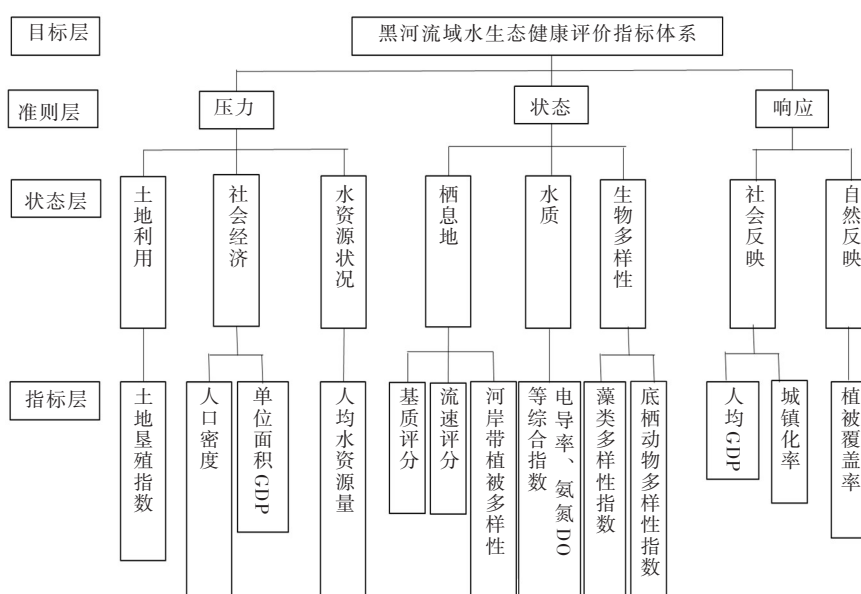 目标层
黑河流域水生态健康评价指标体系
准则层
压力
状态
响应
状态层
土地利用
社会经济
水资源状况
栖息地
水质
生物多样性
社会反映
自然反映
指标层
土地垦殖指数
人口密度
单位面积GDP
人均水资源量
基质评分
流速评分
河岸带植被多样性
电导率、氨氮DO
等综合指数
藻类多样性指数
底栖动物多样性指数
人均GDP
城镇化率
植被覆盖率